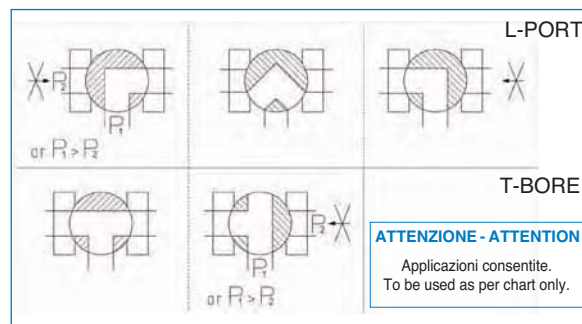 L-PORT
P2
P1
or P1 > P2
T-BORE
P2
P1
or P1 > P2
ATTENZIONE - ATTENTION
Applicazioni consentite.
To be used as per chart only.